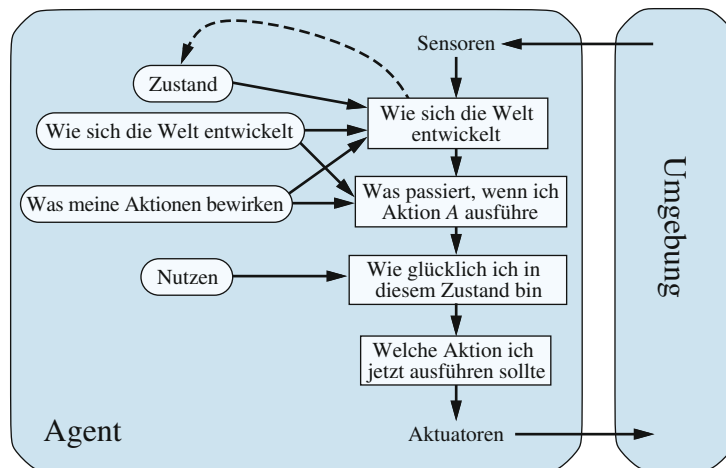 Sensoren
Zustand
Wie sich die Welt
entwickelt
Wie sich die Welt entwickelt
Was meine Aktionen bewirken
Was passiert, wenn ich
Aktion A ausführe
Nutzen
Wie glücklich ich in
diesem Zustand bin
Welche Aktion ich
jetzt ausführen sollte
Agent
Aktuatoren
Umgebung